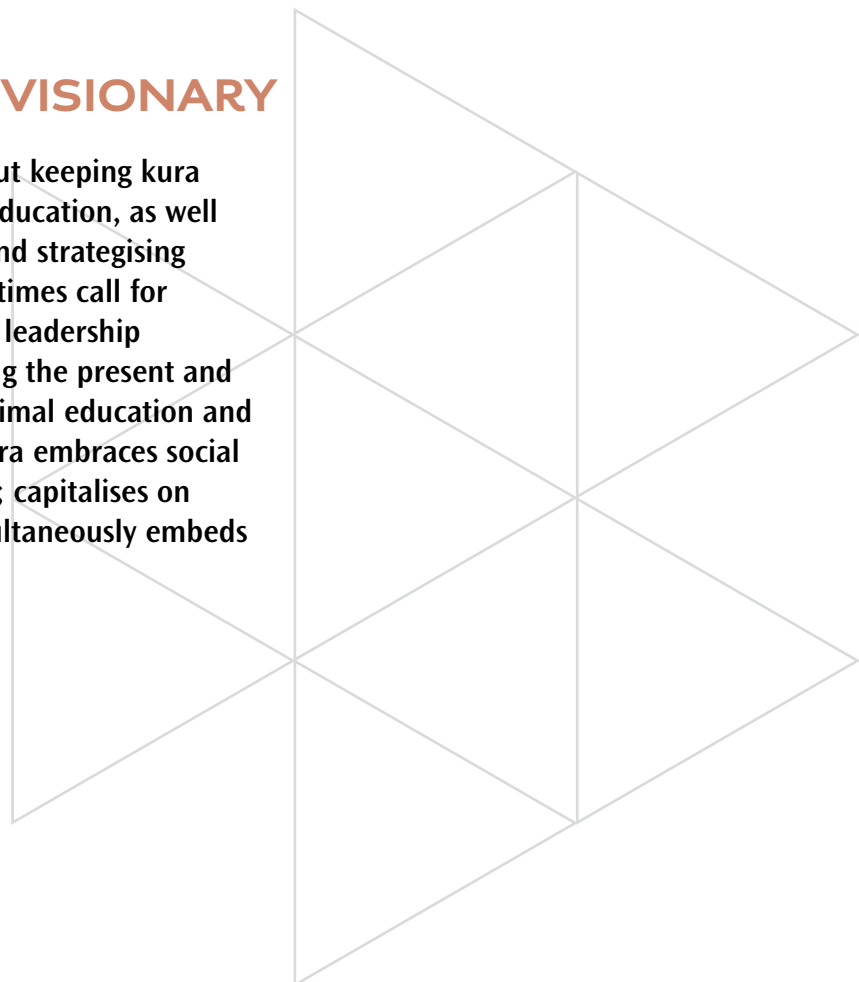 VISIONARY
ut keeping kura
ducation, as well
nd strategising
times call for
leadership
g the present and
imal education and
ra embraces social
; capitalises on
ultaneously embeds